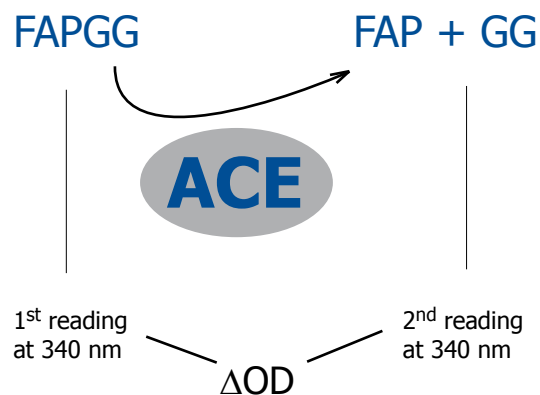 FAPGG
FAP + GG
ACE
1st reading
at 340 nm
2nd reading
at 340 nm
ΔOD